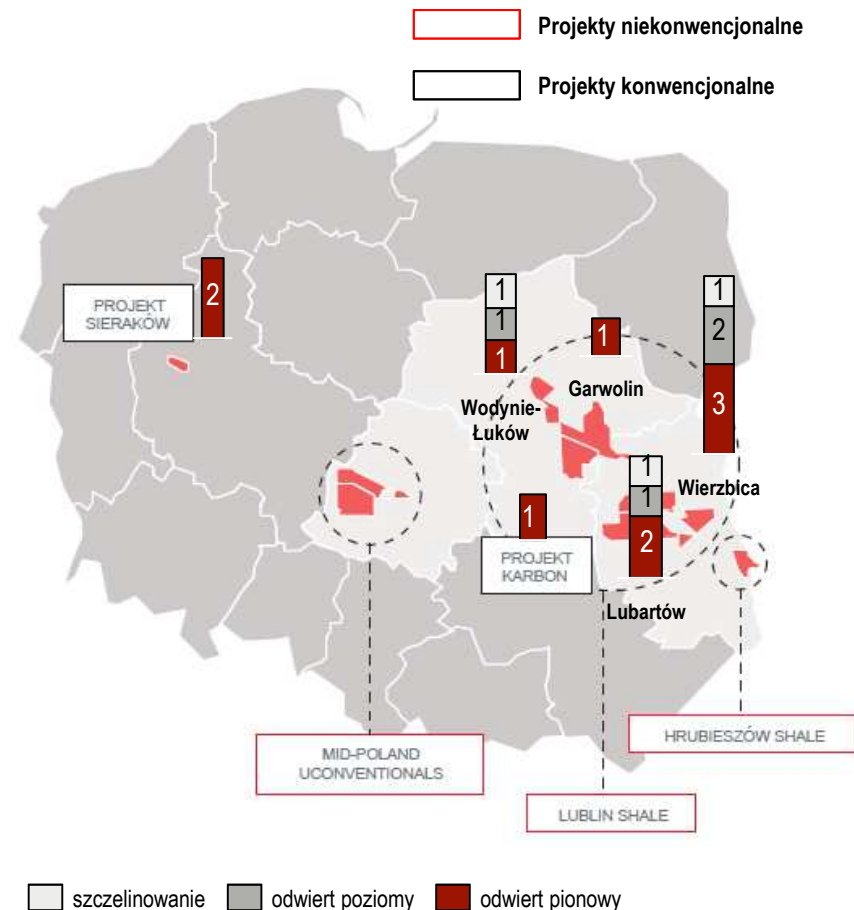 Projekty niekonwencjonalne
Projekty konwencjonalne
PROJEKT
SIERAKÓW
2
1
1
1
1
1
2
3
Wodynie-
Łuków
Garwolin
1
1
2
Wierzbica
1
PROJEKT
KARBON
Lubartów
MID-POLAND
UCONVENTIONALS
HRUBIESZÓW SHALE
LUBLIN SHALE
szczelinowanie
odwiert poziomy
odwiert pionowy